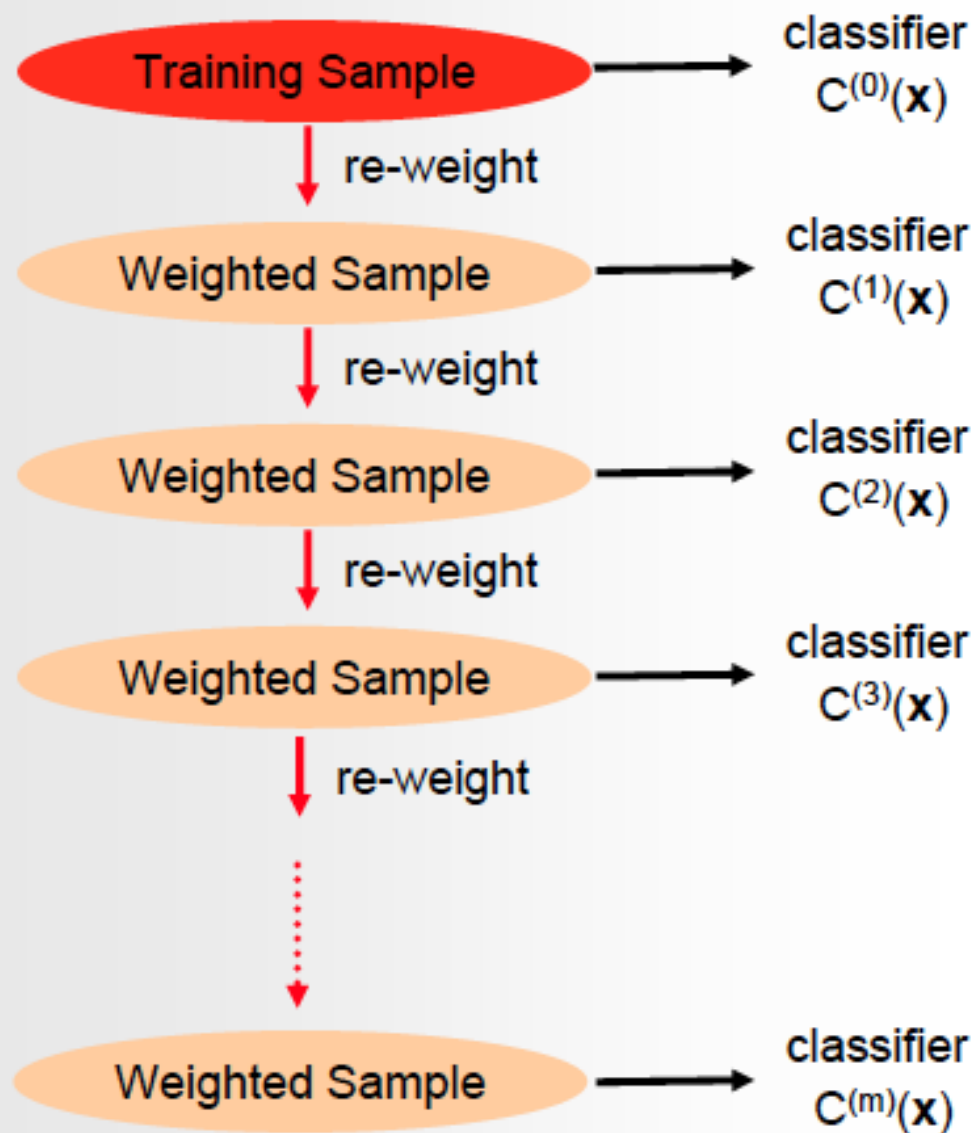 Training Sample
classifier
C⁽⁰⁾(x)
re-weight
Weighted Sample
classifier
C⁽¹⁾(x)
re-weight
Weighted Sample
classifier
C⁽²⁾(x)
re-weight
Weighted Sample
classifier
C⁽³⁾(x)
re-weight
Weighted Sample
classifier
C⁽ᵐ⁾(x)